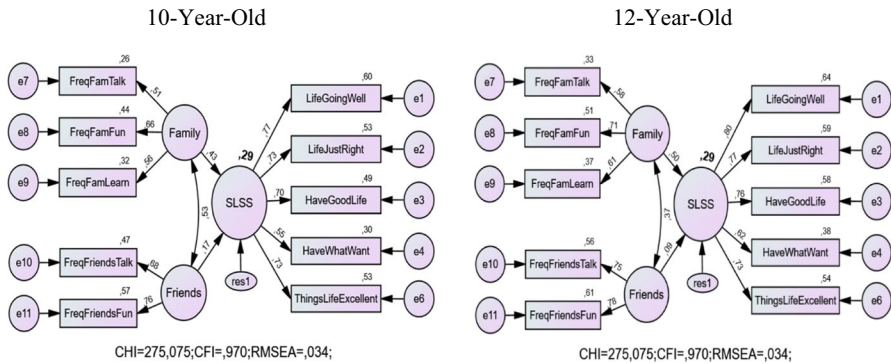 10-Year-Old
,26
e7
FreqFamTalk
,51
,44
e8
FreqFamFun
,66
Family
,32
e9
FreqFamLearn
,56
,43
,53
,47
e10
FreqFriendsTalk
,68
Friends
,17
,57
e11
FreqFriendsFun
,76
,29
SLSS
res1
,60
,77
LifeGoingWell
e1
,53
,73
LifeJustRight
e2
,49
,70
HaveGoodLife
e3
,30
,55
HaveWhatWant
e4
,53
,73
ThingsLifeExcellent
e6
CHI=275,075;CFI=,970;RMSEA=,034;
12-Year-Old
,33
e7
FreqFamTalk
,58
,51
e8
FreqFamFun
,71
Family
,37
e9
FreqFamLearn
,61
,50
,37
,56
e10
FreqFriendsTalk
,75
Friends
,09
,61
e11
FreqFriendsFun
,78
,29
SLSS
res1
,64
,80
LifeGoingWell
e1
,59
,77
LifeJustRight
e2
,58
,76
HaveGoodLife
e3
,38
,62
HaveWhatWant
e4
,54
,73
ThingsLifeExcellent
e6
CHI=275,075;CFI=,970;RMSEA=,034;